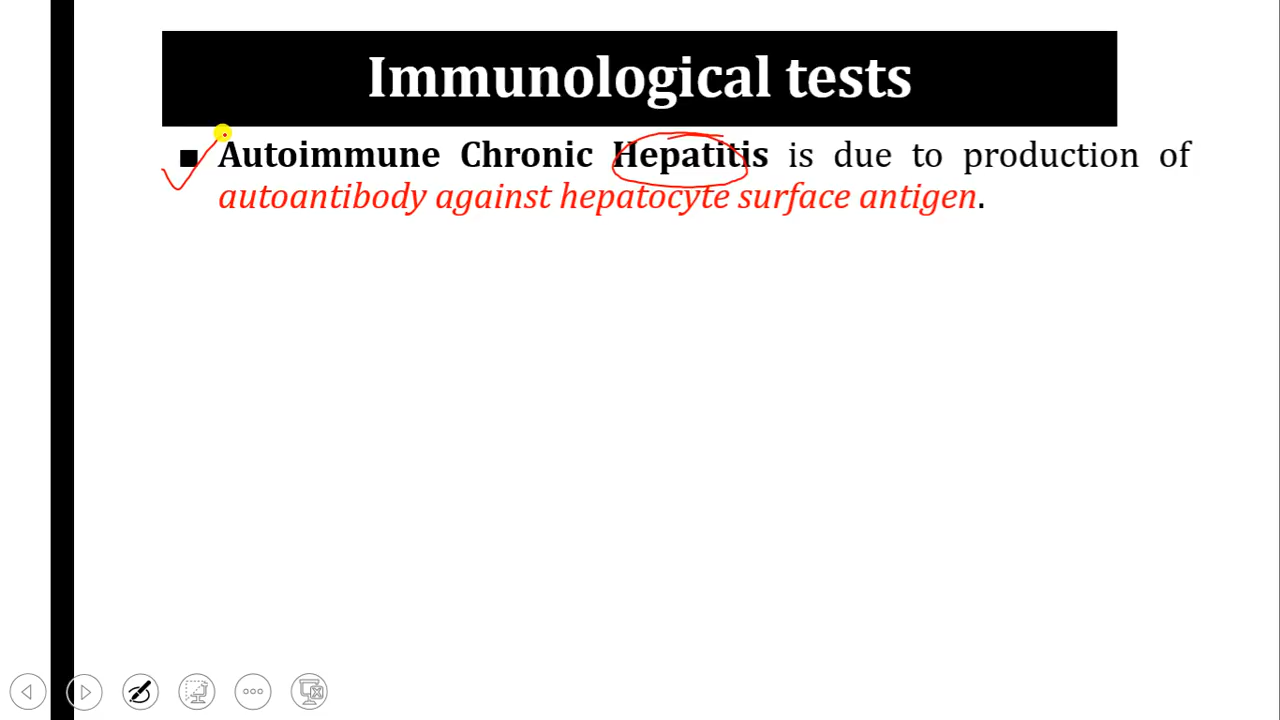 Immunological tests
Autoimmune Chronic Hepatitis is due to production of
autoantibody against hepatocyte surface antigen.